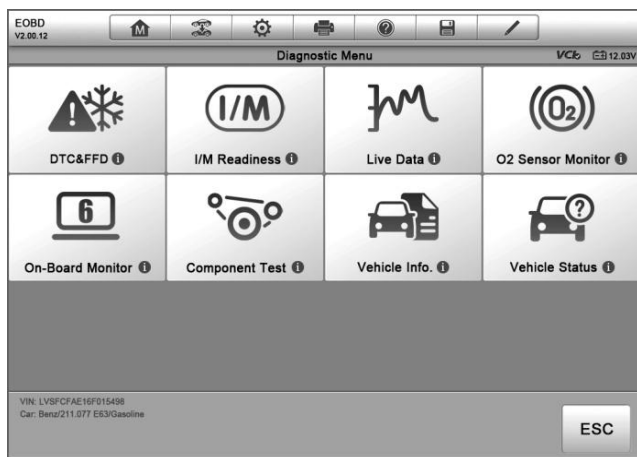 EOBD
V2.00.12
M
Diagnostic Menu
VCI 12.03V
DTC&FFD
I/M
I/M Readiness
Live Data
O2
O2 Sensor Monitor
6
On-Board Monitor
Component Test
Vehicle Info.
?
Vehicle Status
VIN: LVSFCFAE16F015498
Car: Benz/211.077 E63/Gasoline
ESC